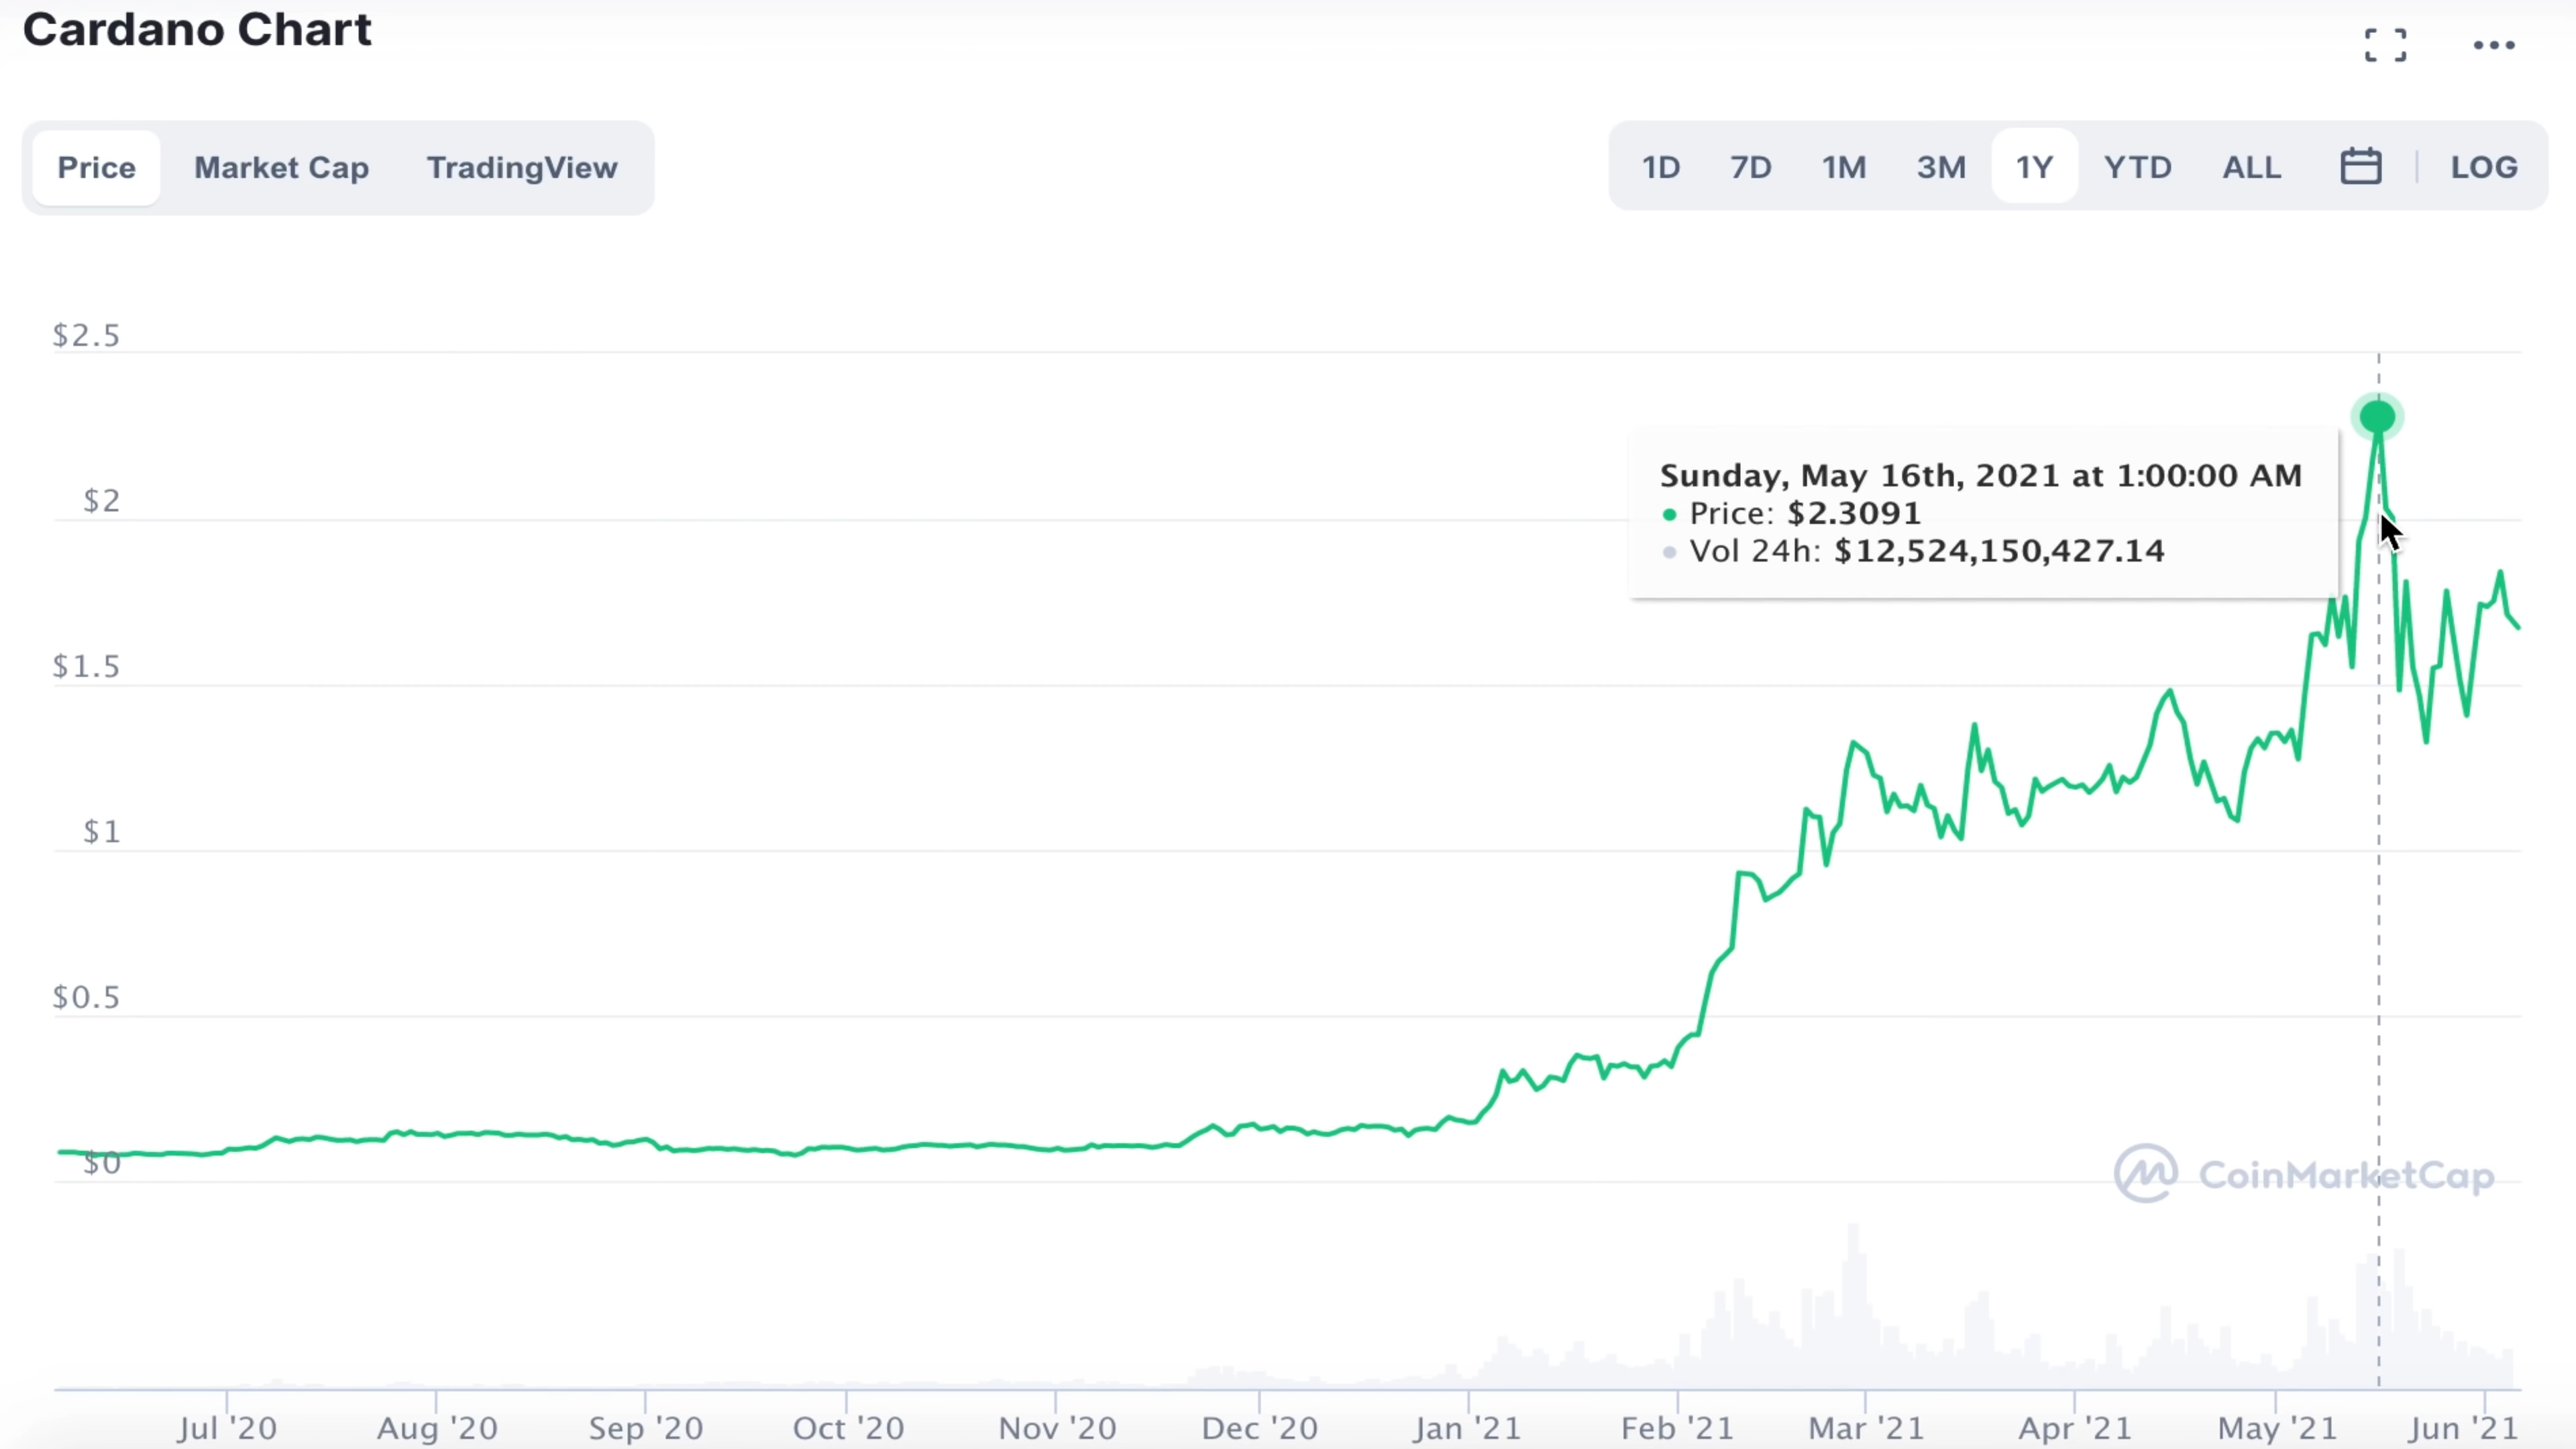 Cardano Chart
Price Market Cap TradingView
1D 7D 1M 3M 1Y YTD ALL LOG
$2.5
$2
$1.5
$1
$0.5
$0
Sunday, May 16th, 2021 at 1:00:00 AM
Price: $2.3091
Vol 24h: $12,524,150,427.14
CoinMarketCap
Jul '20 Aug '20 Sep '20 Oct '20 Nov '20 Dec '20 Jan '21 Feb '21 Mar '21 Apr '21 May '21 Jun '21